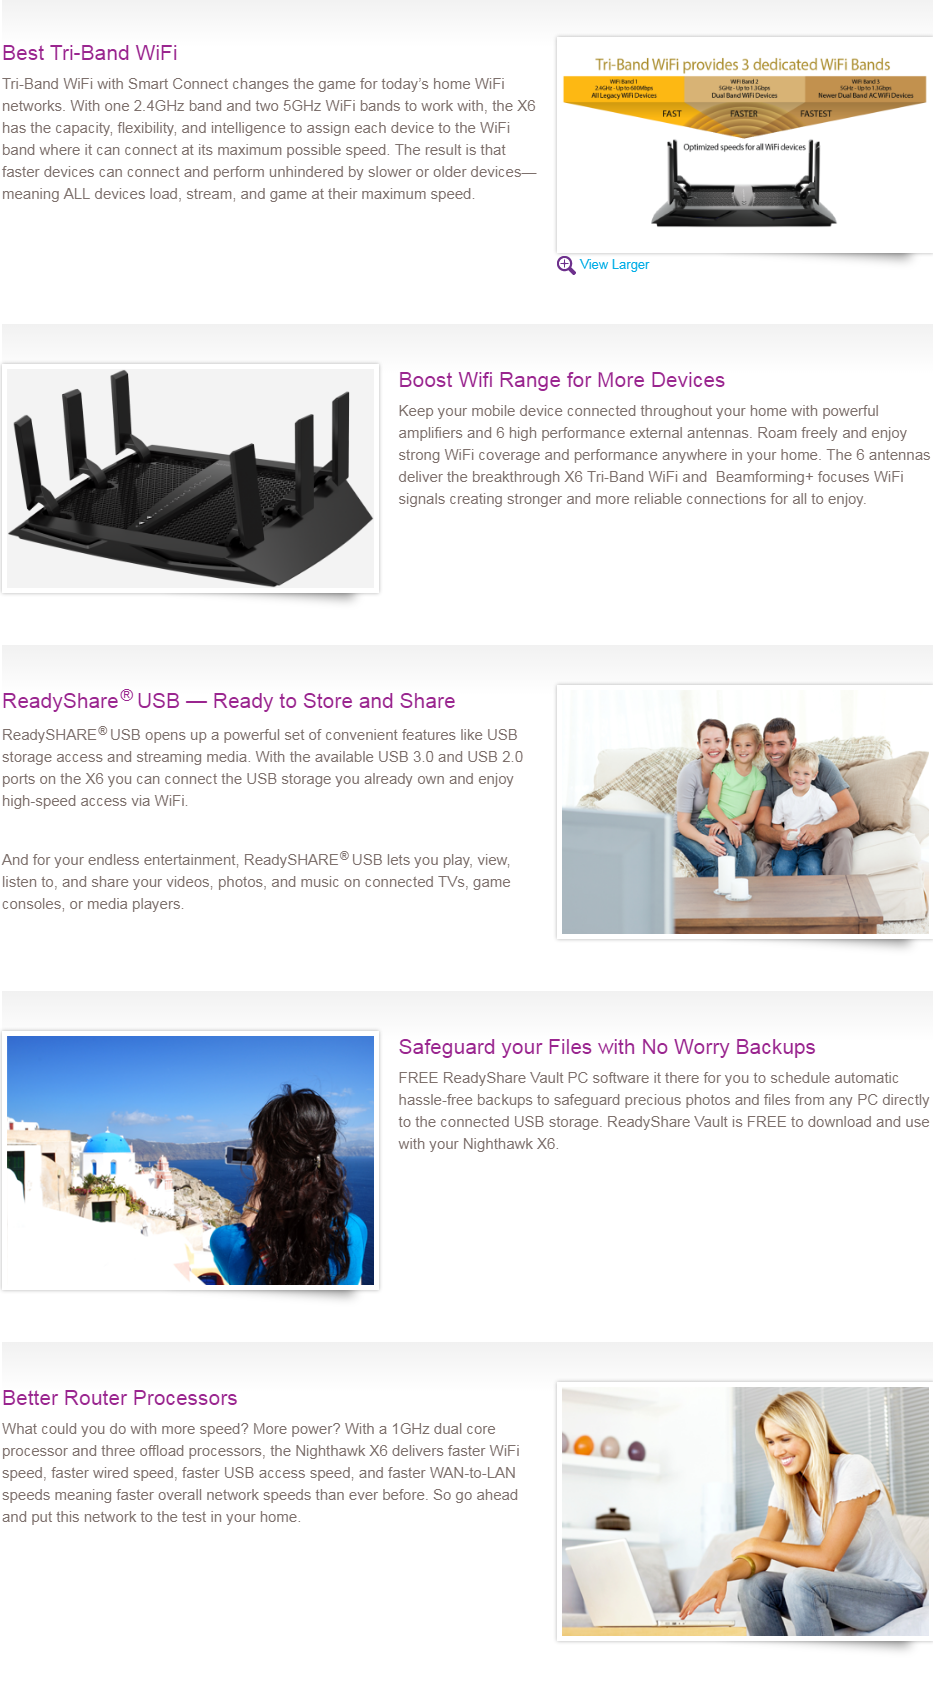 Best Tri-Band WiFi
Tri-Band WiFi with Smart Connect changes the game for today's home WiFi
networks. With one 2.4GHz band and two 5GHz WiFi bands to work with, the X6
has the capacity, flexibility, and intelligence to assign each device to the WiFi
band where it can connect at its maximum possible speed. The result is that
faster devices can connect and perform unhindered by slower or older devices—
meaning ALL devices load, stream, and game at their maximum speed.
Tri-Band WiFi provides 3 dedicated WiFi Bands
WiFi Band 1
2.4GHz - Up to 600Mbps
All Legacy WiFi Devices
WiFi Band 2
5GHz - Up to 1.3Gbps
Dual Band WiFi Devices
WiFi Band 3
5GHz - Up to 1.3Gbps
Newer Dual Band AC WiFi Devices
FAST FASTER FASTEST
Optimized speeds for all WiFi devices
View Larger
Boost Wifi Range for More Devices
Keep your mobile device connected throughout your home with powerful
amplifiers and 6 high performance external antennas. Roam freely and enjoy
strong WiFi coverage and performance anywhere in your home. The 6 antennas
deliver the breakthrough X6 Tri-Band WiFi and Beamforming+ focuses WiFi
signals creating stronger and more reliable connections for all to enjoy.
ReadyShare® USB — Ready to Store and Share
ReadySHARE® USB opens up a powerful set of convenient features like USB
storage access and streaming media. With the available USB 3.0 and USB 2.0
ports on the X6 you can connect the USB storage you already own and enjoy
high-speed access via WiFi.
And for your endless entertainment, ReadySHARE® USB lets you play, view,
listen to, and share your videos, photos, and music on connected TVs, game
consoles, or media players.
Safeguard your Files with No Worry Backups
FREE ReadyShare Vault PC software it there for you to schedule automatic
hassle-free backups to safeguard precious photos and files from any PC directly
to the connected USB storage. ReadyShare Vault is FREE to download and use
with your Nighthawk X6.
Better Router Processors
What could you do with more speed? More power? With a 1GHz dual core
processor and three offload processors, the Nighthawk X6 delivers faster WiFi
speed, faster wired speed, faster USB access speed, and faster WAN-to-LAN
speeds meaning faster overall network speeds than ever before. So go ahead
and put this network to the test in your home.